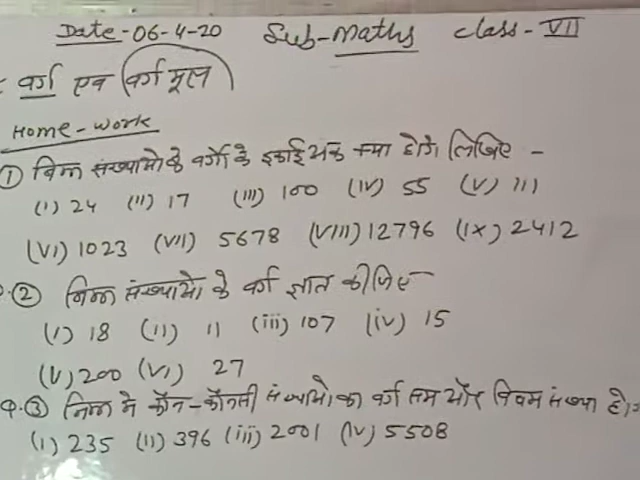 Date-06-4-20 Sub-Maths Class-VII
वर्ग एव वर्ग मूल
Home-work
① निम्न संख्याओ के वर्गो के इकाई अंक क्या होगे लिजिए -
(i) 24 (ii) 17 (iii) 100 (iv) 55 (v) 111
(vi) 1023 (vii) 5678 (viii) 12796 (ix) 2412
② निम्न संख्याओ के वर्ग ज्ञात कीजिए
(i) 18 (ii) 11 (iii) 107 (iv) 15
(v) 200 (vi) 27
Q.③ निम्न मे कौन-कौनसी संख्याओ का वर्ग सम और विषम संख्या है।
(i) 235 (ii) 396 (iii) 2001 (iv) 5508